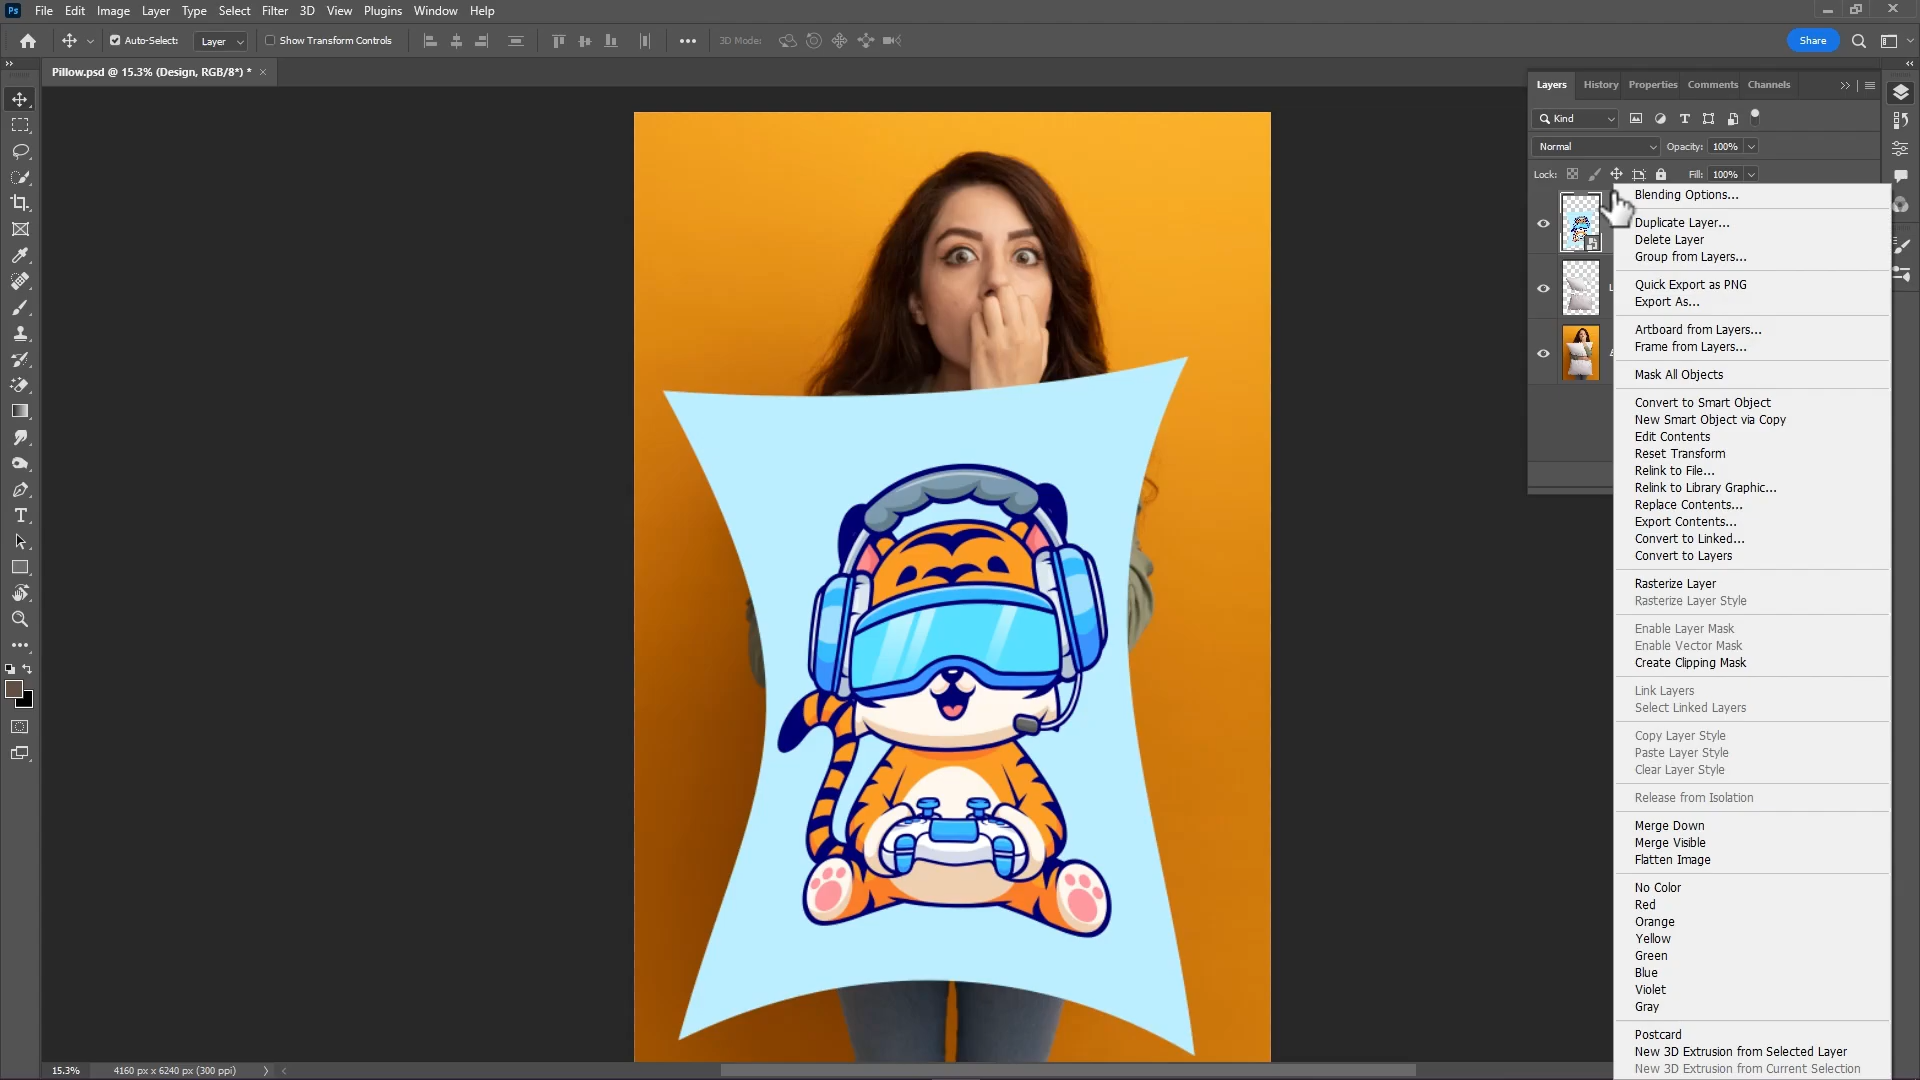 Ps File Edit Image Layer Type Select Filter 3D View Plugins Window Help
Auto-Select: Layer Show Transform Controls 3D Mode: Share
Pillow.psd @ 15.3% (Design, RGB/8*) *
Layers History Properties Comments Channels
Kind
Normal Opacity: 100%
Lock: Fill: 100%
Blending Options...
Duplicate Layer...
Delete Layer
Group from Layers...
Quick Export as PNG
Export As...
Artboard from Layers...
Frame from Layers...
Mask All Objects
Convert to Smart Object
New Smart Object via Copy
Edit Contents
Reset Transform
Relink to File...
Relink to Library Graphic...
Replace Contents...
Export Contents...
Convert to Linked...
Convert to Layers
Rasterize Layer
Rasterize Layer Style
Enable Layer Mask
Enable Vector Mask
Create Clipping Mask
Link Layers
Select Linked Layers
Copy Layer Style
Paste Layer Style
Clear Layer Style
Release from Isolation
Merge Down
Merge Visible
Flatten Image
No Color
Red
Orange
Yellow
Green
Blue
Violet
Gray
Postcard
New 3D Extrusion from Selected Layer
New 3D Extrusion from Current Selection
15.3% 4160 px x 6240 px (300 ppi)